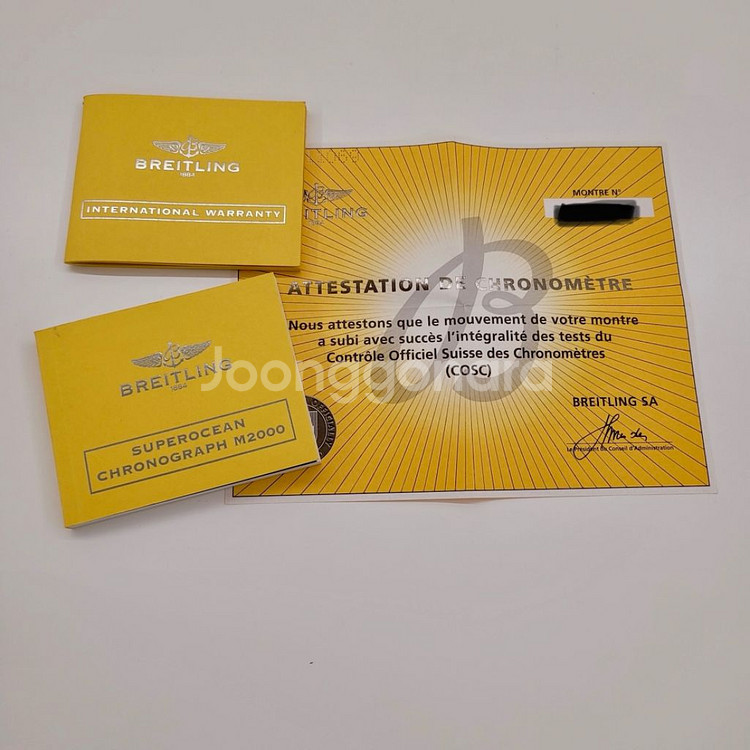 BREITLING
1884
INTERNATIONAL WARRANTY
BREITLING
1884
SUPEROCEAN
CHRONOGRAPH M2000
MONTRE N°
ATTESTATION DE CHRONOMÈTRE
Nous attestons que le mouvement de votre montre
a subi avec succès l'intégralité des tests du
Contrôle Officiel Suisse des Chronomètres
(COSC)
BREITLING SA
Le Président du Conseil d'Administration
OFFICIALLY
Joonggonara